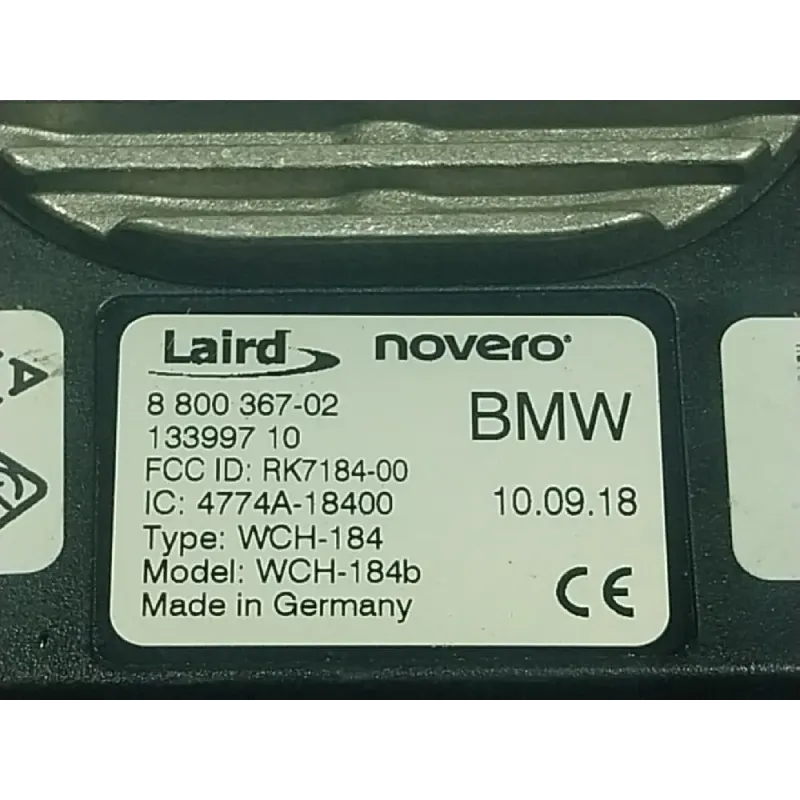 Laird novero
8 800 367-02
BMW
133997 10
FCC ID: RK7184-00
IC: 4774A-18400
10.09.18
Type: WCH-184
Model: WCH-184b
Made in Germany
CE